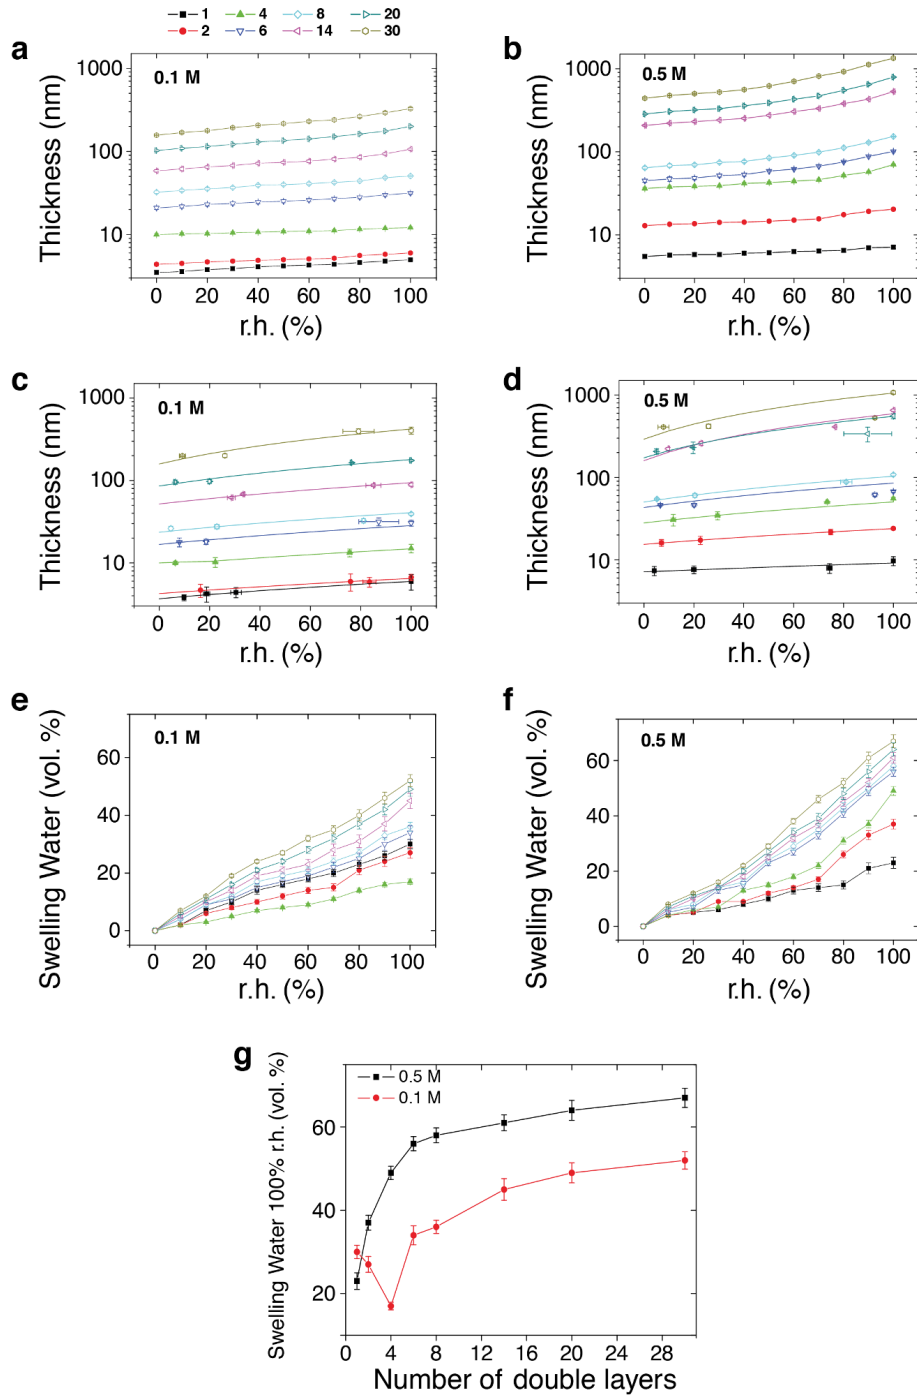 1 4 8 20
2 6 14 30
a
0.1 M
Thickness (nm)
1000
100
10
0 20 40 60 80 100
r.h. (%)
b
0.5 M
Thickness (nm)
1000
100
10
0 20 40 60 80 100
r.h. (%)
c
0.1 M
Thickness (nm)
1000
100
10
0 20 40 60 80 100
r.h. (%)
d
0.5 M
Thickness (nm)
1000
100
10
0 20 40 60 80 100
r.h. (%)
e
0.1 M
Swelling Water (vol. %)
60
40
20
0
0 20 40 60 80 100
r.h. (%)
f
0.5 M
Swelling Water (vol. %)
60
40
20
0
0 20 40 60 80 100
r.h. (%)
g
0.5 M
0.1 M
Swelling Water 100% r.h. (vol. %)
60
40
20
0 4 8 12 16 20 24 28
Number of double layers